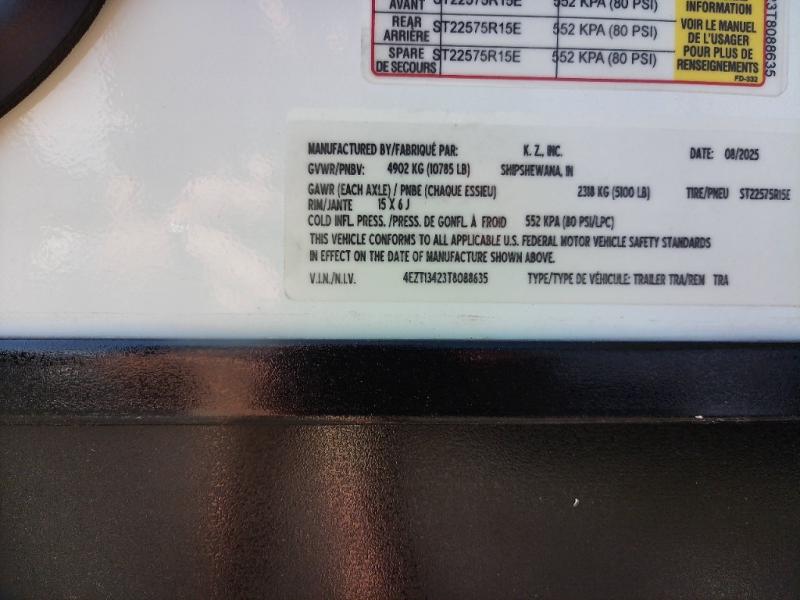 AVANT ST22575R15E 552 KPA (80 PSI)
REAR
ARRIÈRE ST22575R15E 552 KPA (80 PSI)
SPARE
DE SECOURS ST22575R15E 552 KPA (80 PSI)
INFORMATION
VOIR LE MANUEL
DE L'USAGER
POUR PLUS DE
RENSEIGNEMENTS
FD-332
3T8088635
MANUFACTURED BY/FABRIQUÉ PAR: K. Z., INC. DATE: 08/2025
GVWR/PNBV: 4902 KG (10785 LB) SHIPSHEWANA, IN
GAWR (EACH AXLE) / PNBE (CHAQUE ESSIEU) 2318 KG (5100 LB) TIRE/PNEU ST22575R15E
RIM/JANTE 15 X 6 J
COLD INFL. PRESS. /PRESS. DE GONFL. À FROID 552 KPA (80 PSI/LPC)
THIS VEHICLE CONFORMS TO ALL APPLICABLE U.S. FEDERAL MOTOR VEHICLE SAFETY STANDARDS
IN EFFECT ON THE DATE OF MANUFACTURE SHOWN ABOVE.
V.I.N./N.I.V. 4EZT13423T8088635 TYPE/TYPE DE VÉHICULE: TRAILER TRA/REM TRA